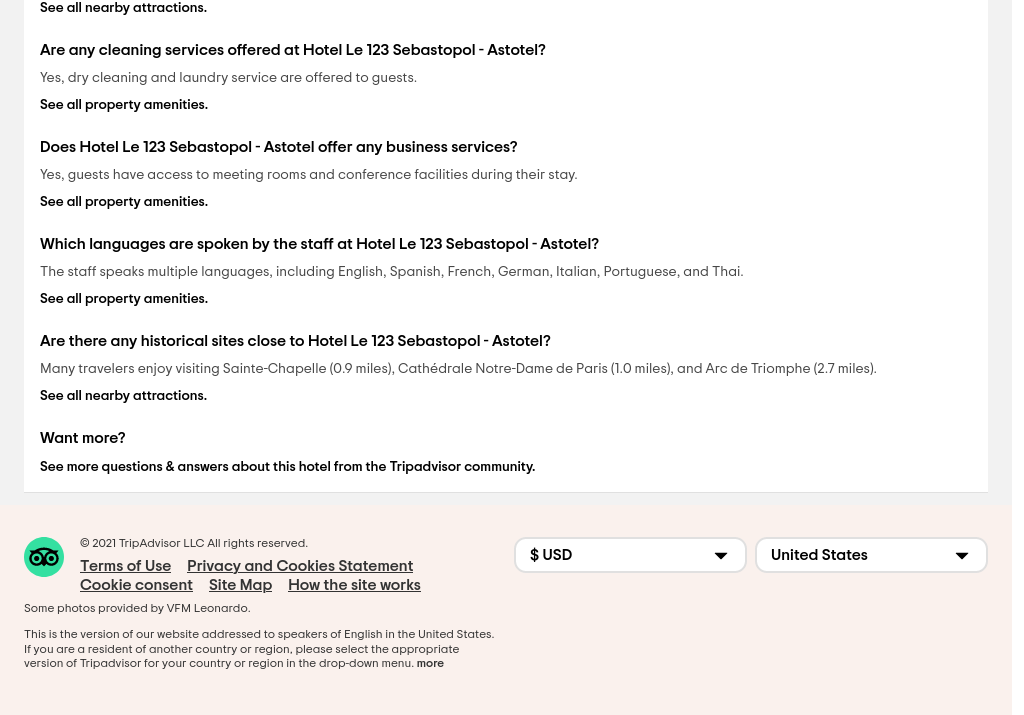 See all nearby attractions.
Are any cleaning services offered at Hotel Le 123 Sebastopol - Astotel?
Yes, dry cleaning and laundry service are offered to guests.
See all property amenities.
Does Hotel Le 123 Sebastopol - Astotel offer any business services?
Yes, guests have access to meeting rooms and conference facilities during their stay.
See all property amenities.
Which languages are spoken by the staff at Hotel Le 123 Sebastopol - Astotel?
The staff speaks multiple languages, including English, Spanish, French, German, Italian, Portuguese, and Thai.
See all property amenities.
Are there any historical sites close to Hotel Le 123 Sebastopol - Astotel?
Many travelers enjoy visiting Sainte-Chapelle (0.9 miles), Cathédrale Notre-Dame de Paris (1.0 miles), and Arc de Triomphe (2.7 miles).
See all nearby attractions.
Want more?
See more questions & answers about this hotel from the Tripadvisor community.
© 2021 TripAdvisor LLC All rights reserved.
Terms of Use Privacy and Cookies Statement
Cookie consent Site Map How the site works
$ USD
United States
Some photos provided by VFM Leonardo.
This is the version of our website addressed to speakers of English in the United States.
If you are a resident of another country or region, please select the appropriate
version of Tripadvisor for your country or region in the drop-down menu. more